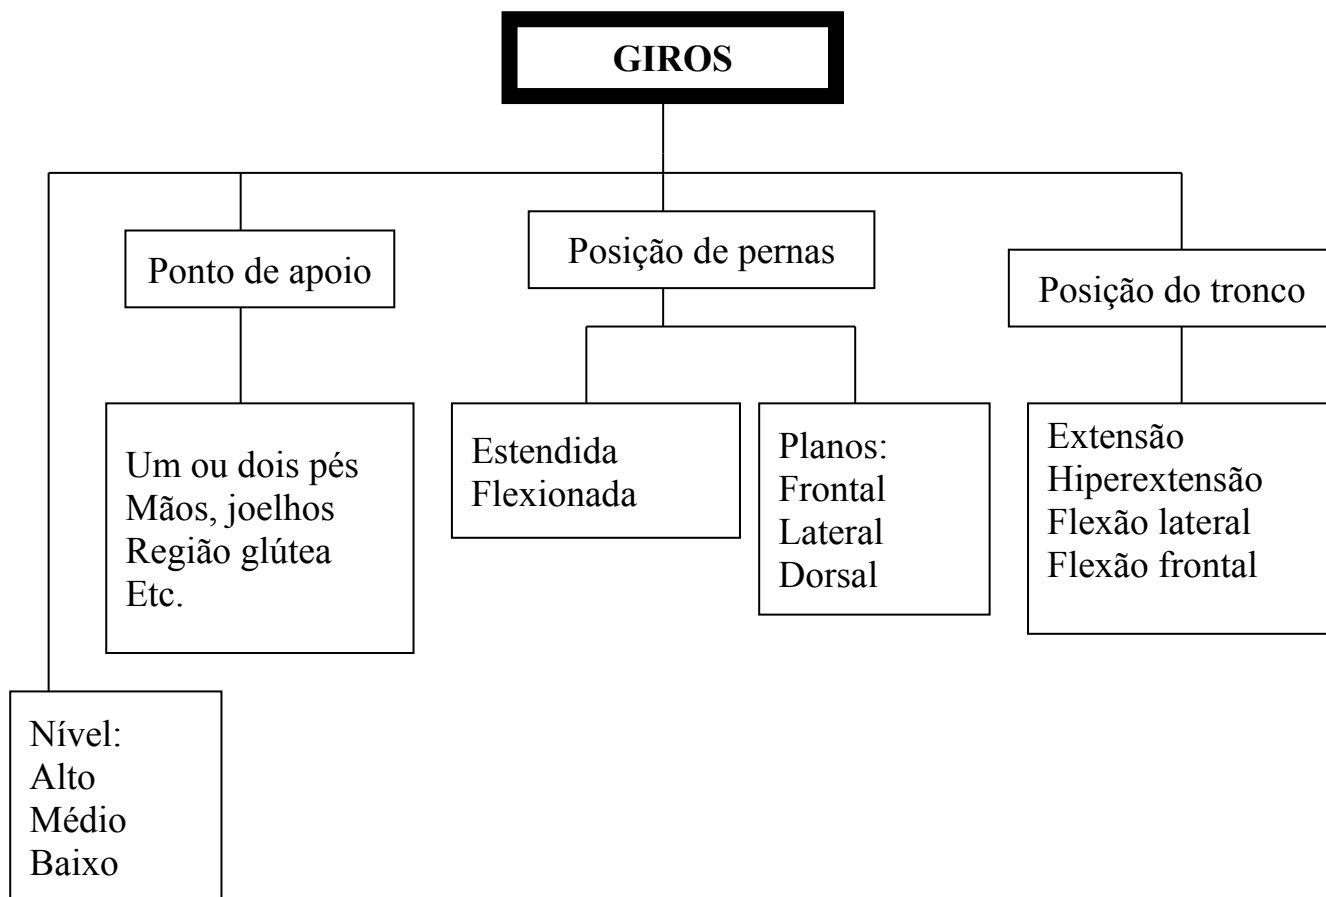 GIROS
Ponto de apoio
Posição de pernas
Posição do tronco
Um ou dois pés
Mãos, joelhos
Região glútea
Etc.
Estendida
Flexionada
Planos:
Frontal
Lateral
Dorsal
Extensão
Hiperextensão
Flexão lateral
Flexão frontal
Nível:
Alto
Médio
Baixo